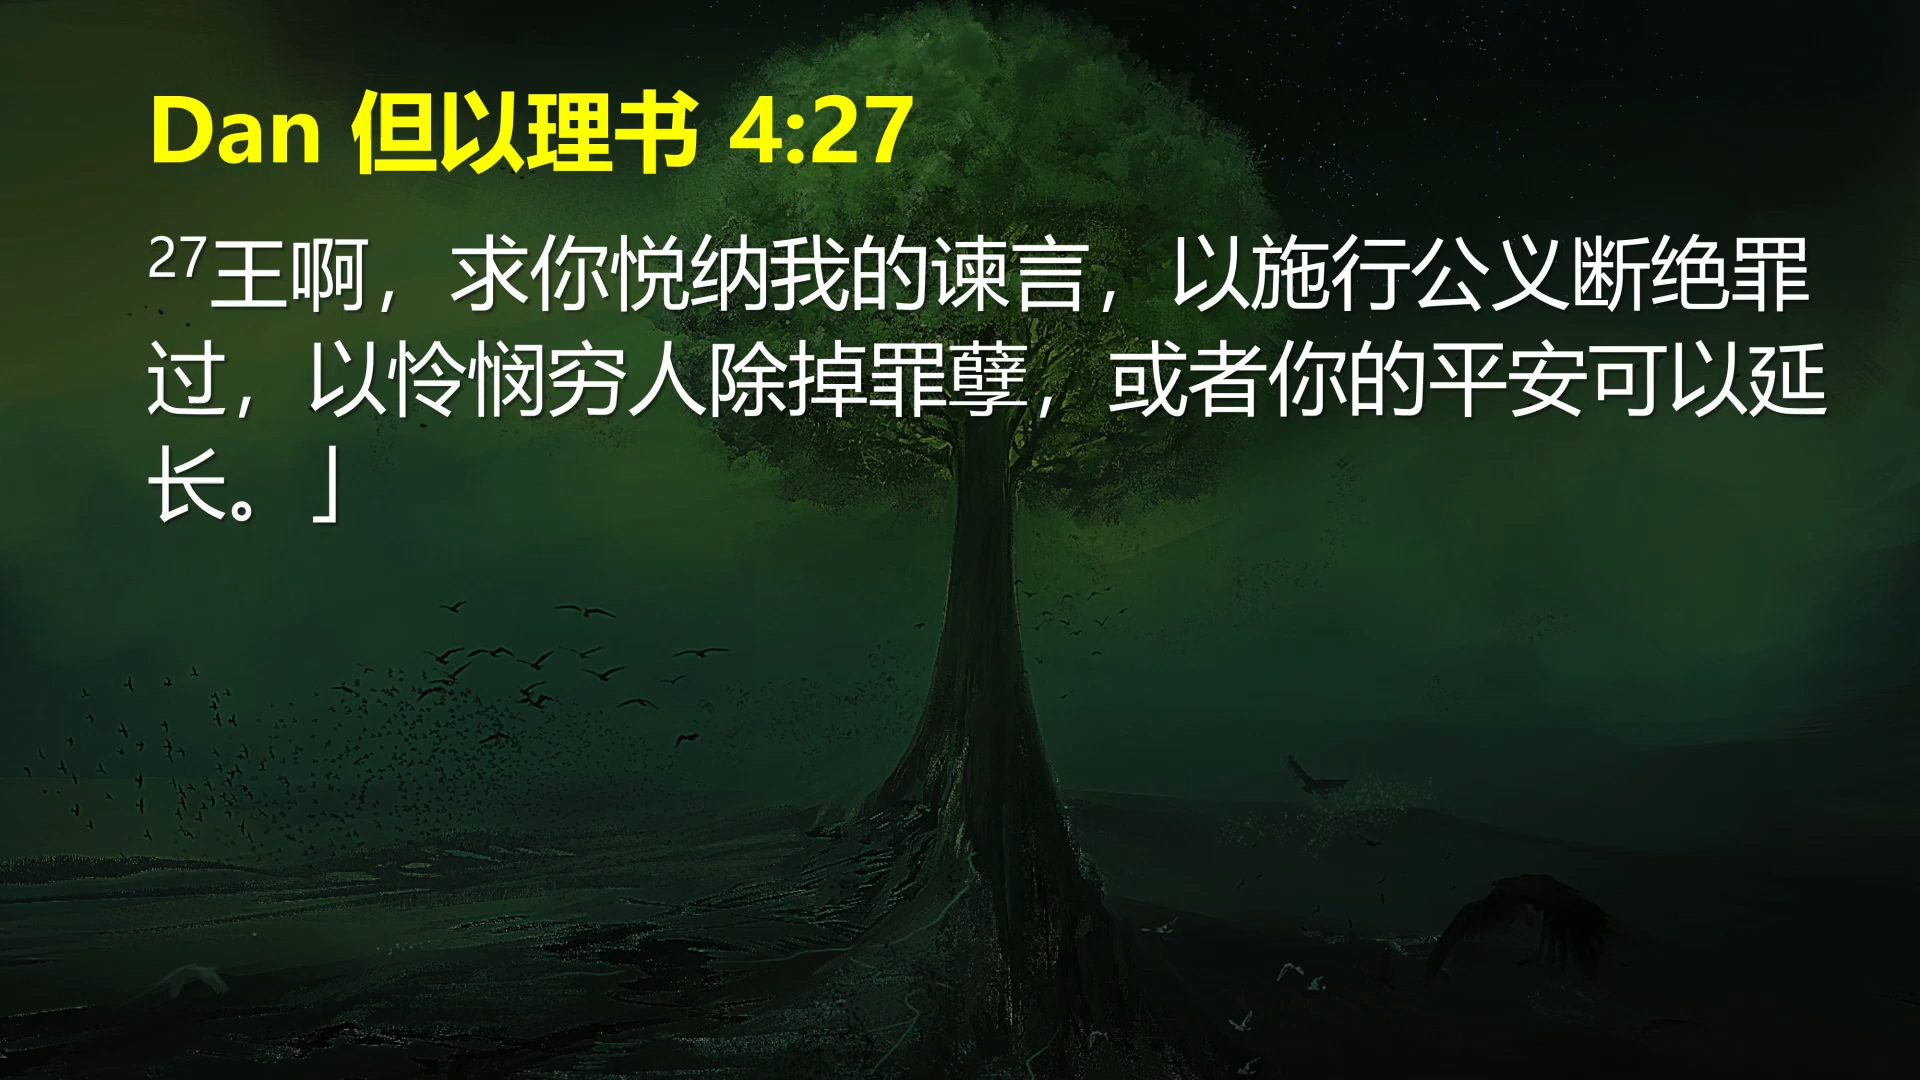 Dan 但以理书 4:27
27王啊，求你悦纳我的谏言，以施行公义断绝罪
过，以怜悯穷人除掉罪孽，或者你的平安可以延
长。」